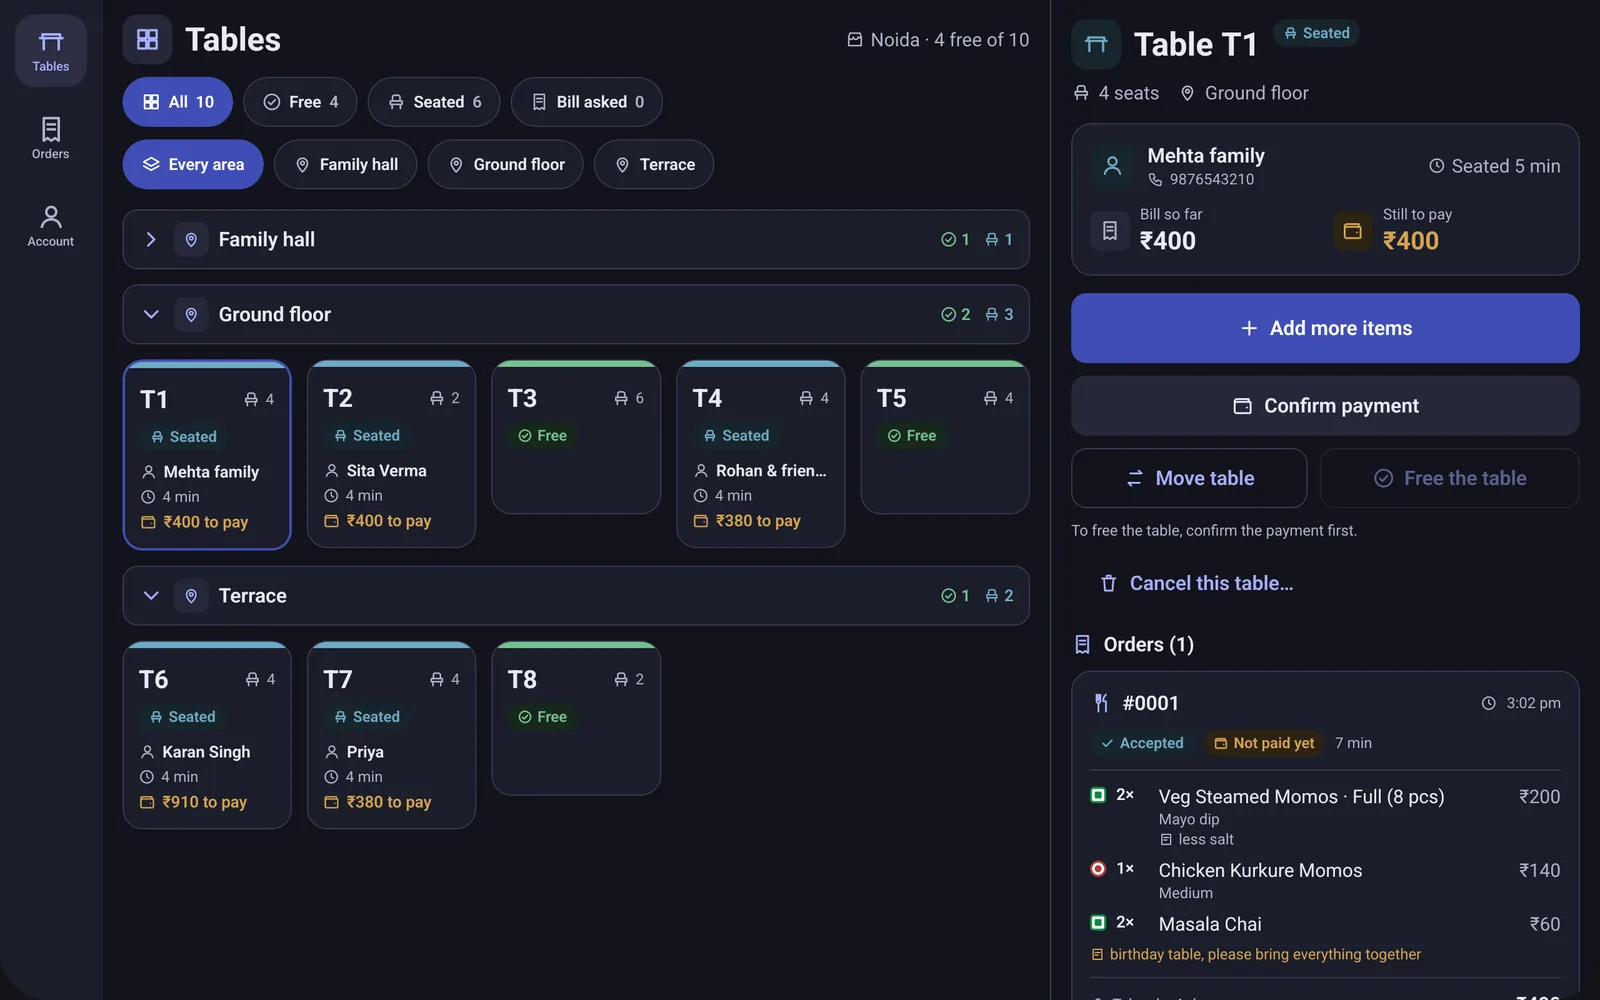 Tables
Orders
Account
Tables
Noida · 4 free of 10
All 10
Free 4
Seated 6
Bill asked 0
Every area
Family hall
Ground floor
Terrace
Family hall
1 1
Ground floor
2 3
T1 4
Seated
Mehta family
4 min
₹400 to pay
T2 2
Seated
Sita Verma
4 min
₹400 to pay
T3 6
Free
T4 4
Seated
Rohan & frien...
4 min
₹380 to pay
T5 4
Free
Terrace
1 2
T6 4
Seated
Karan Singh
4 min
₹910 to pay
T7 4
Seated
Priya
4 min
₹380 to pay
T8 2
Free
Table T1
Seated
4 seats
Ground floor
Mehta family
9876543210
Seated 5 min
Bill so far
₹400
Still to pay
₹400
+ Add more items
Confirm payment
Move table
Free the table
To free the table, confirm the payment first.
Cancel this table...
Orders (1)
#0001
3:02 pm
Accepted
Not paid yet
7 min
2× Veg Steamed Momos · Full (8 pcs) ₹200
Mayo dip
less salt
1× Chicken Kurkure Momos ₹140
Medium
2× Masala Chai ₹60
birthday table, please bring everything together